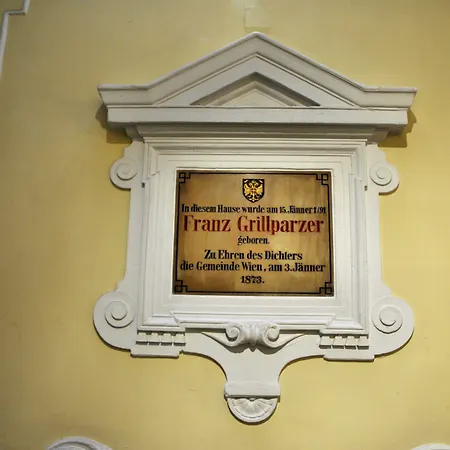 In diesem Hause wurde am 15. Jänner 1791
Franz Grillparzer
geboren.
Zu Ehren des Dichters
die Gemeinde Wien, am 3. Jänner
1873.